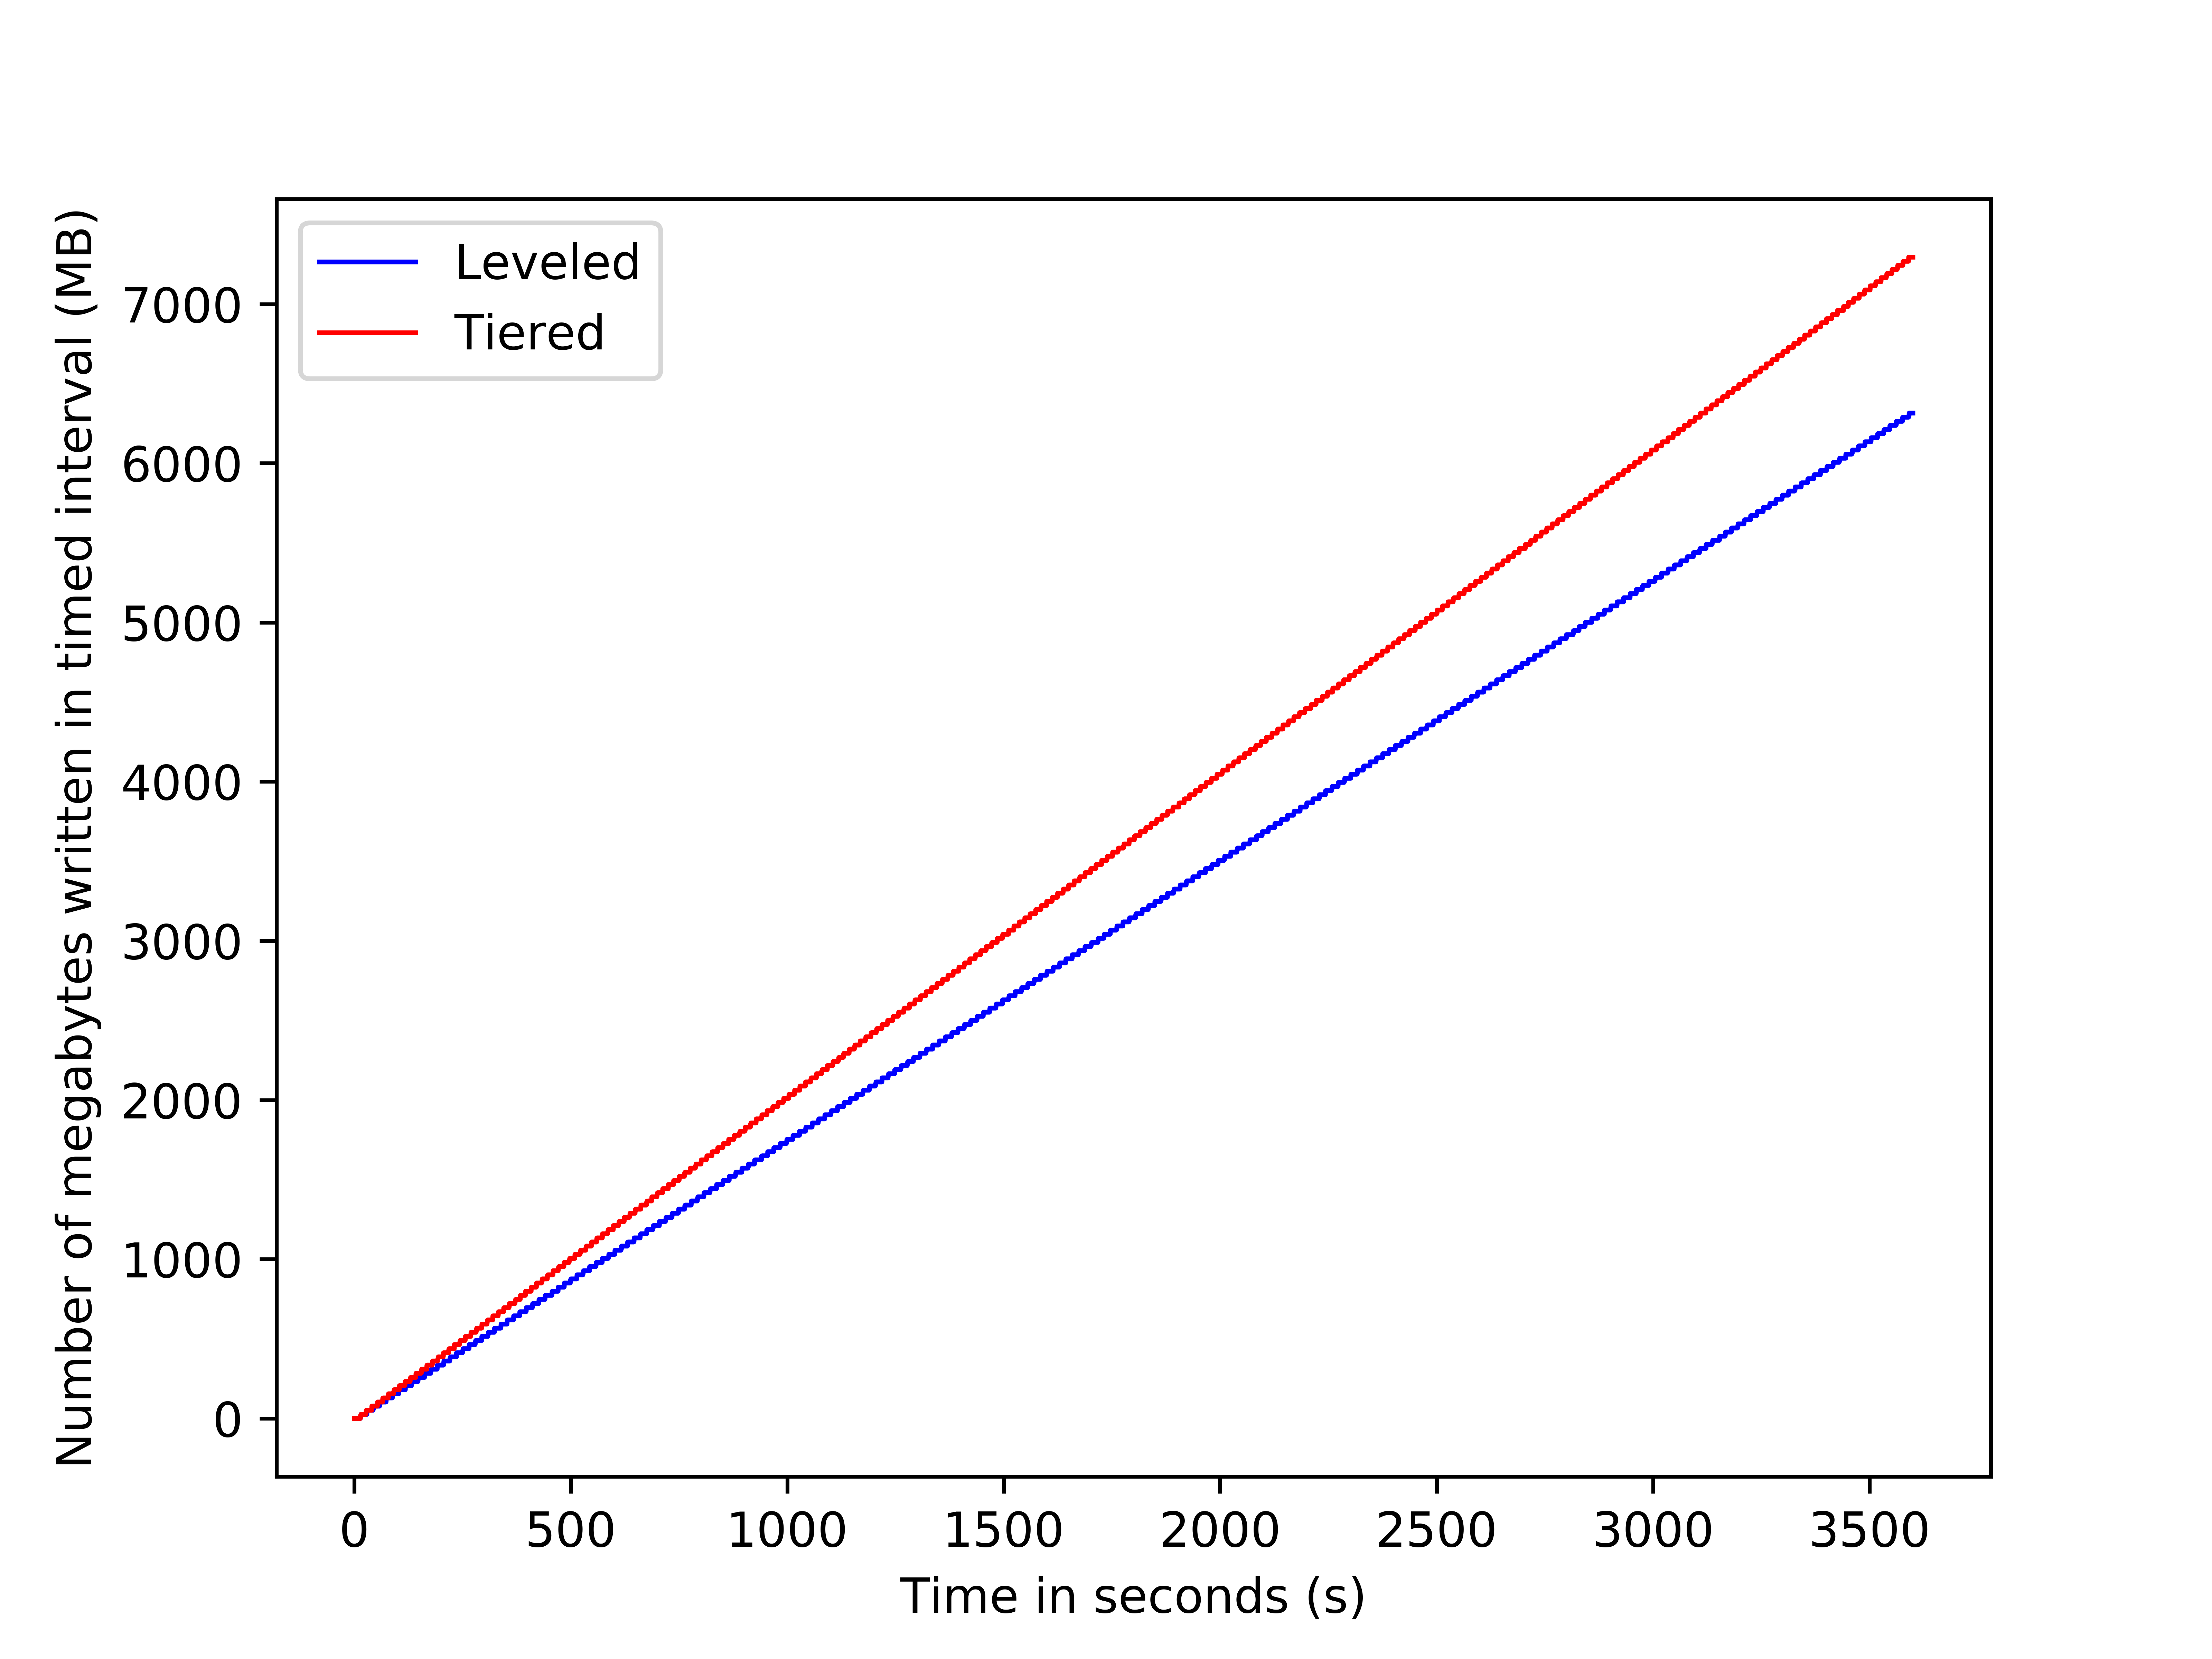 Leveled
Tiered
Number of megabytes written in timed interval (MB)
7000
6000
5000
4000
3000
2000
1000
0
0 500 1000 1500 2000 2500 3000 3500
Time in seconds (s)